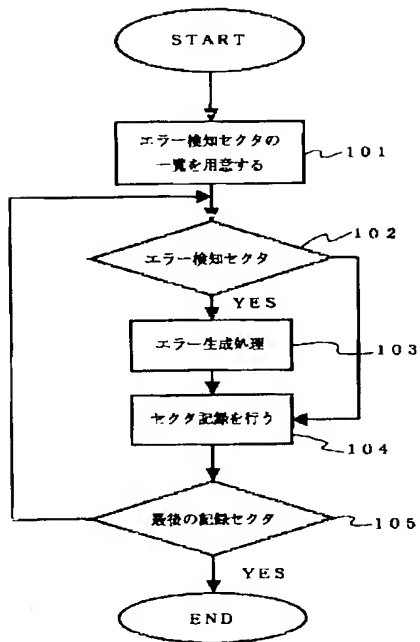 START
エラー検知セクタの
一覧を用意する
101
102
エラー検知セクタ
YES
エラー生成処理
103
セクタ記録を行う
104
最後の記録セクタ
105
YES
END